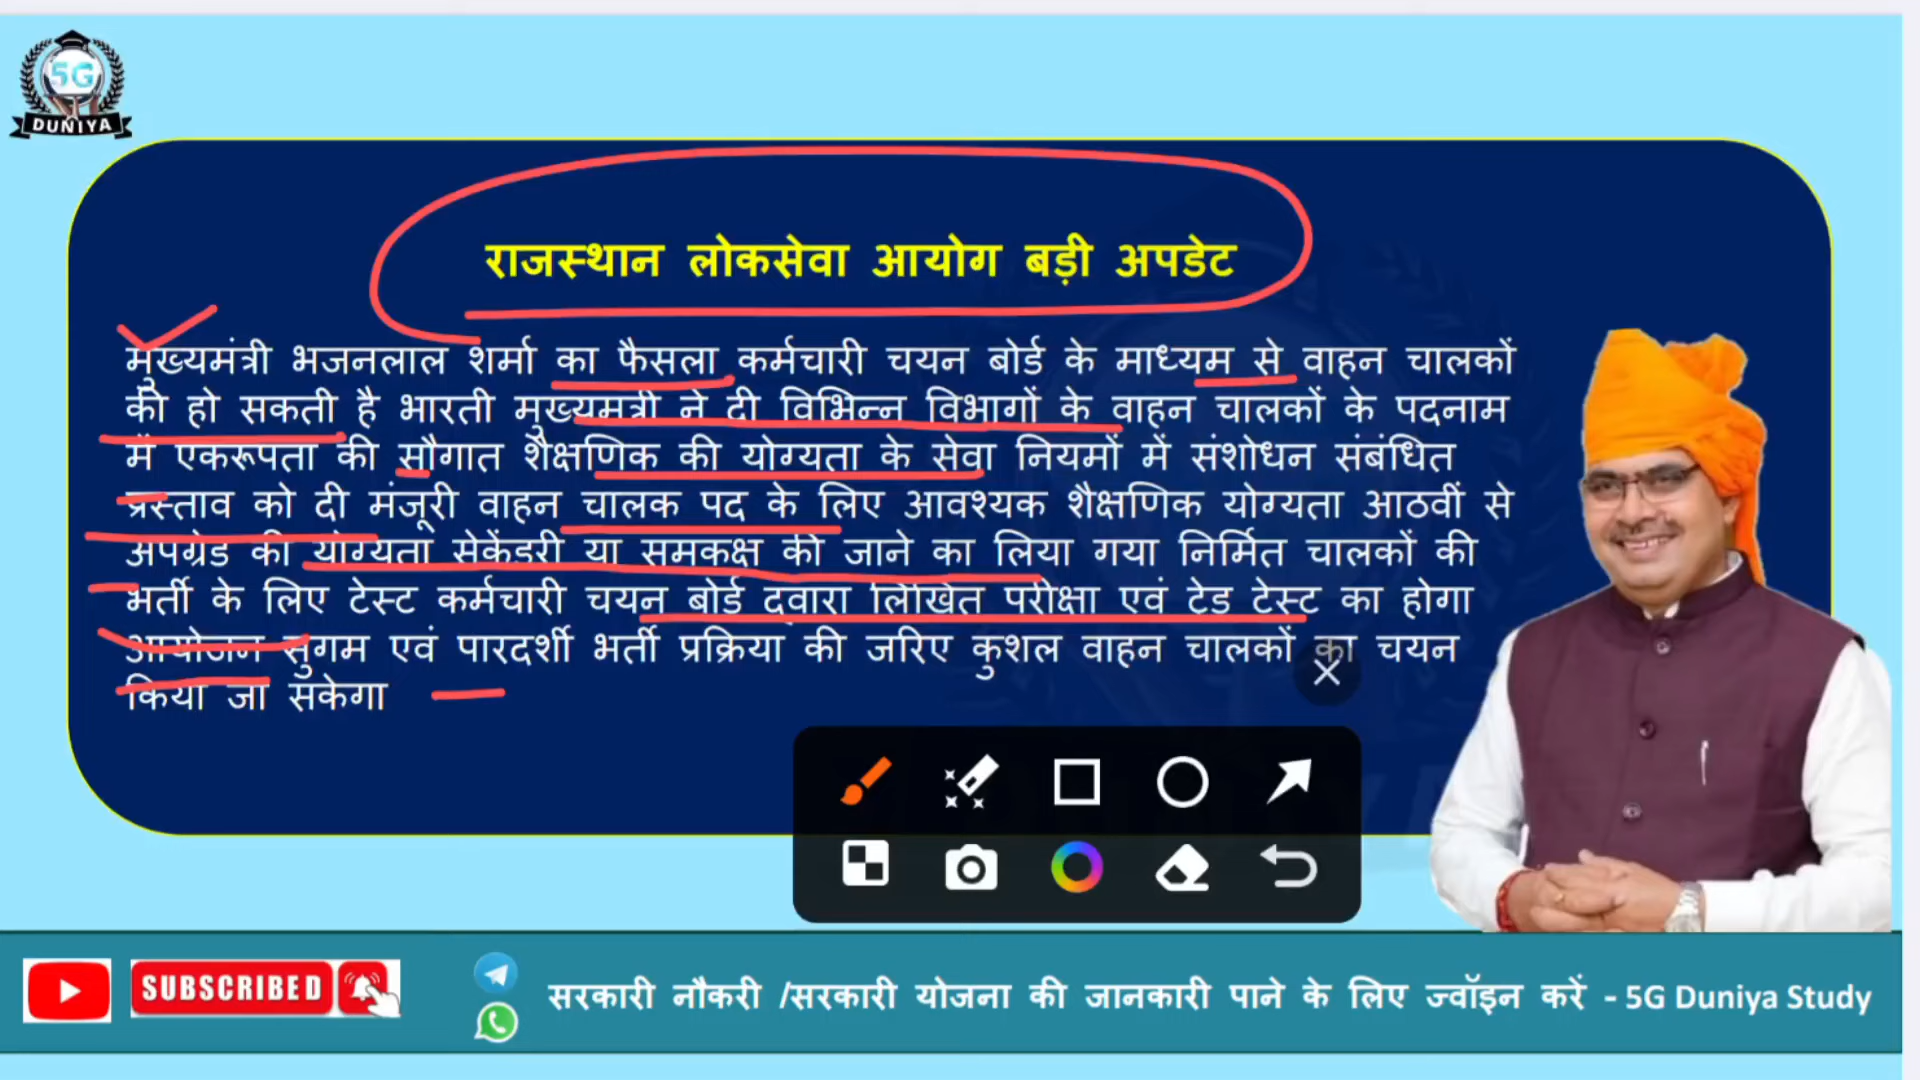 5G
DUNIYA
राजस्थान लोकसेवा आयोग बड़ी अपडेट
मुख्यमंत्री भजनलाल शर्मा का फैसला कर्मचारी चयन बोर्ड के माध्यम से वाहन चालकों
की हो सकती है भारती मुख्यमंत्री ने दी विभिन्न विभागों के वाहन चालकों के पदनाम
में एकरूपता की सौगात शैक्षणिक की योग्यता के सेवा नियमों में संशोधन संबंधित
प्रस्ताव को दी मंजूरी वाहन चालक पद के लिए आवश्यक शैक्षणिक योग्यता आठवीं से
अपग्रेड की योग्यता सेकेंडरी या समकक्ष की जाने का लिया गया निर्मित चालकों की
भर्ती के लिए टेस्ट कर्मचारी चयन बोर्ड द्वारा लिखित परीक्षा एवं टेड टेस्ट का होगा
आयोजन सुगम एवं पारदर्शी भर्ती प्रक्रिया की जरिए कुशल वाहन चालकों का चयन
किया जा सकेगा
SUBSCRIBED
सरकारी नौकरी /सरकारी योजना की जानकारी पाने के लिए ज्वॉइन करें - 5G Duniya Study